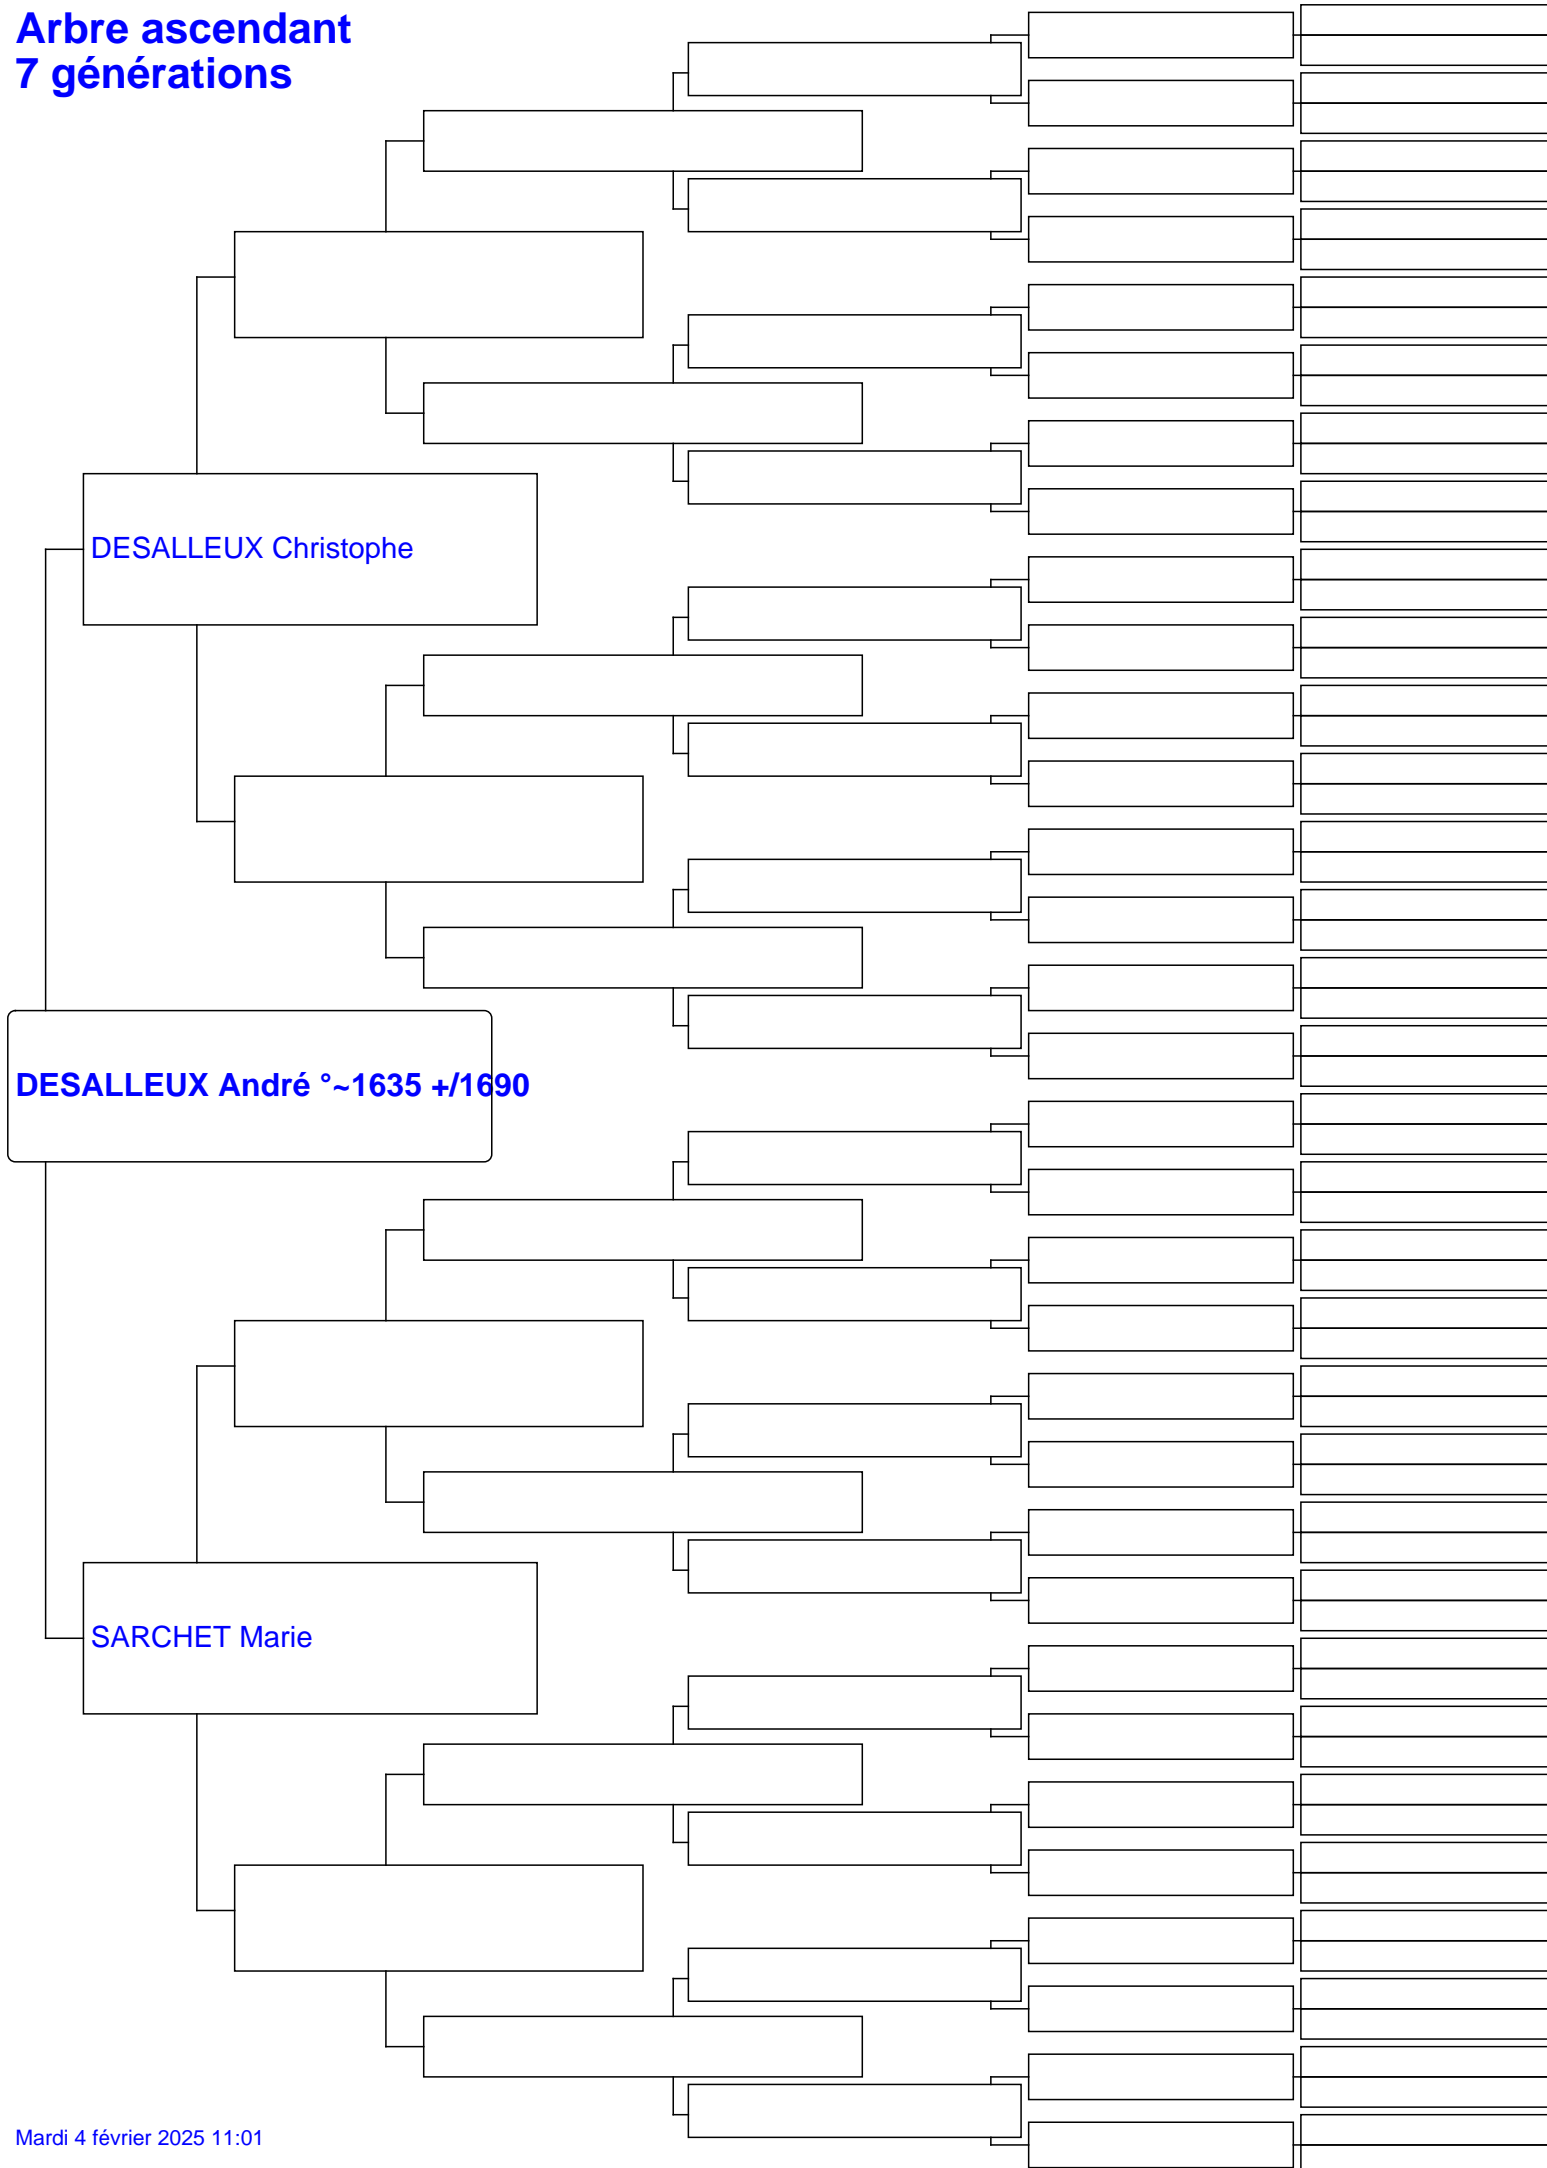 Arbre ascendant
7 générations
DESALLEUX Christophe
DESALLEUX André °~1635 +/1690
SARCHET Marie
Mardi 4 février 2025 11:01